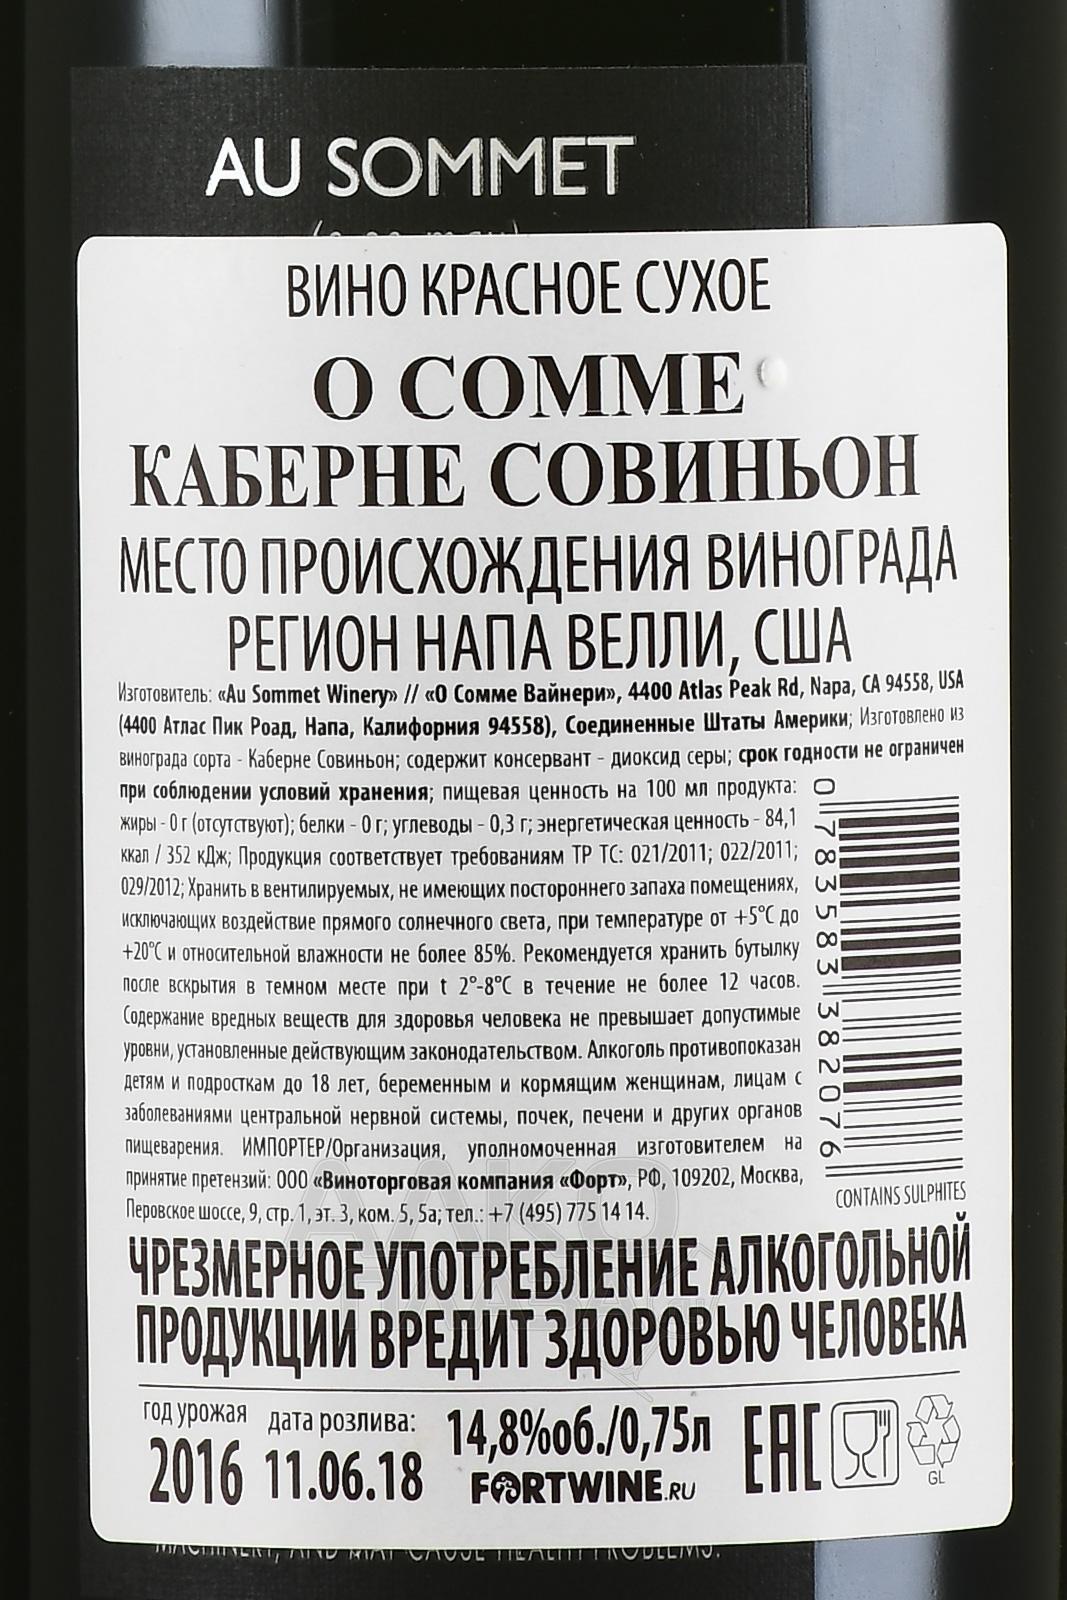 AU SOMMET
ВИНО КРАСНОЕ СУХОЕ
О СОММЕ
КАБЕРНЕ СОВИНЬОН
МЕСТО ПРОИСХОЖДЕНИЯ ВИНОГРАДА
РЕГИОН НАПА ВЕЛЛИ, США
Изготовитель: «Au Sommet Winery» // «О Сомме Вайнери», 4400 Atlas Peak Rd, Napa, CA 94558, USA
(4400 Атлас Пик Роад, Напа, Калифорния 94558), Соединенные Штаты Америки; Изготовлено из
винограда сорта - Каберне Совиньон; содержит консервант - диоксид серы; срок годности не ограничен
при соблюдении условий хранения; пищевая ценность на 100 мл продукта:
жиры - 0 г (отсутствуют); белки - 0 г; углеводы - 0,3 г; энергетическая ценность - 84,1
ккал / 352 кДж; Продукция соответствует требованиям ТР ТС: 021/2011; 022/2011;
029/2012; Хранить в вентилируемых, не имеющих постороннего запаха помещениях,
исключающих воздействие прямого солнечного света, при температуре от +5°С до
+20°С и относительной влажности не более 85%. Рекомендуется хранить бутылку
после вскрытия в темном месте при t 2°-8°С в течение не более 12 часов.
Содержание вредных веществ для здоровья человека не превышает допустимые
уровни, установленные действующим законодательством. Алкоголь противопоказан
детям и подросткам до 18 лет, беременным и кормящим женщинам, лицам с
заболеваниями центральной нервной системы, почек, печени и других органов
пищеварения. ИМПОРТЕР/Организация, уполномоченная изготовителем на
принятие претензий: ООО «Виноторговая компания «Форт», РФ, 109202, Москва,
Перовское шоссе, 9, стр. 1, эт. 3, ком. 5, 5а; тел.: +7 (495) 775 14 14.
0 78358 38207 6
CONTAINS SULPHITES
ЧРЕЗМЕРНОЕ УПОТРЕБЛЕНИЕ АЛКОГОЛЬНОЙ
ПРОДУКЦИИ ВРЕДИТ ЗДОРОВЬЮ ЧЕЛОВЕКА
год урожая дата розлива: 14,8%об./0,75л
2016 11.06.18 FORTWINE.RU
EAC
GL
MACHINERY, AND MAY CAUSE HEALTH PROBLEMS.